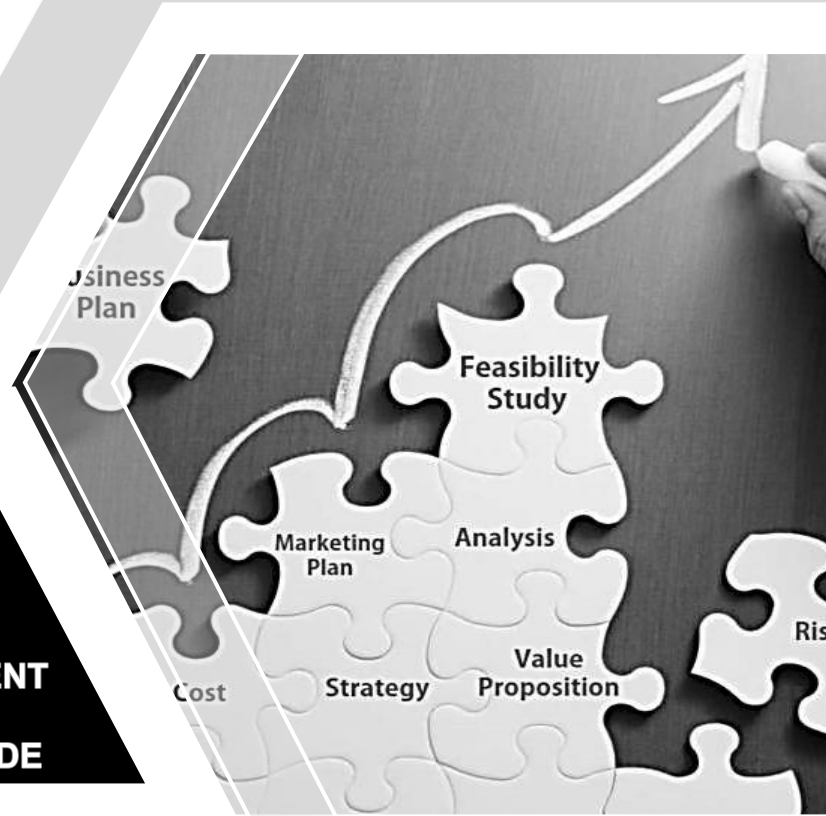 usiness
Plan
Feasibility
Study
Marketing
Plan
Analysis
Value
Proposition
Cost
Strategy
Ris
ENT
DE